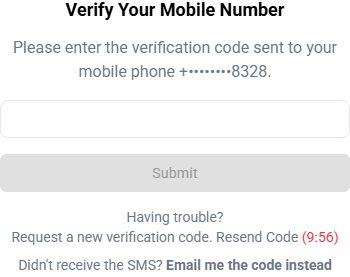 Verify Your Mobile Number
Please enter the verification code sent to your
mobile phone +••••••••8328.
Submit
Having trouble?
Request a new verification code. Resend Code (9:56)
Didn't receive the SMS? Email me the code instead